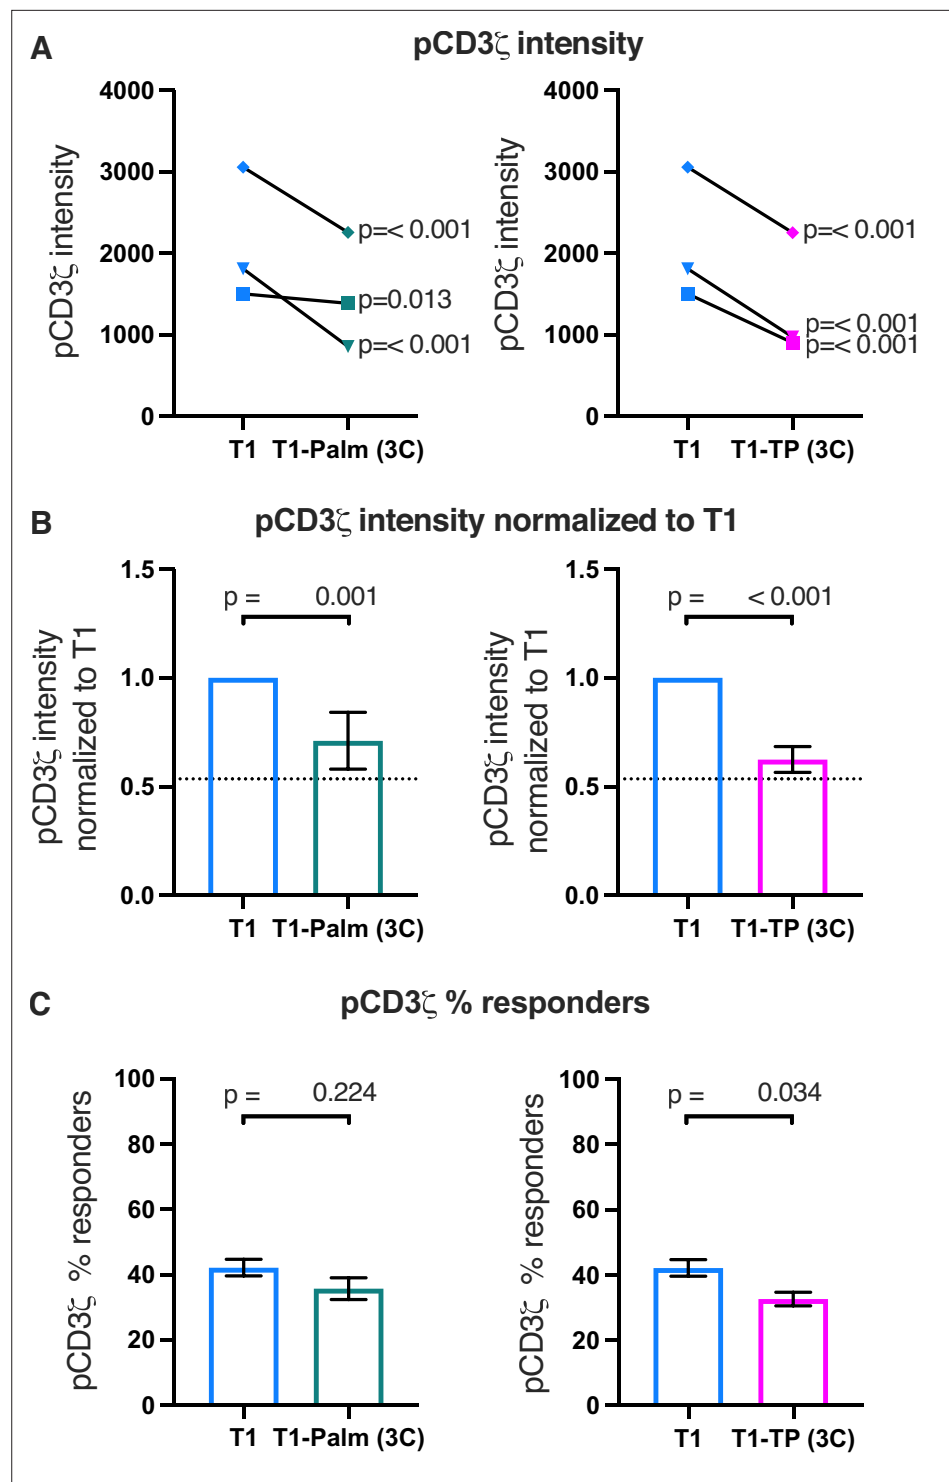 A
pCD3ζ intensity
pCD3ζ intensity
4000
3000
2000
1000
0
p=< 0.001
p=0.013
p=< 0.001
T1
T1-Palm (3C)
pCD3ζ intensity
4000
3000
2000
1000
0
p=< 0.001
p=< 0.001
p=< 0.001
T1
T1-TP (3C)
B
pCD3ζ intensity normalized to T1
pCD3ζ intensity
normalized to T1
1.5
1.0
0.5
0.0
p = 0.001
T1
T1-Palm (3C)
pCD3ζ intensity
normalized to T1
1.5
1.0
0.5
0.0
p = < 0.001
T1
T1-TP (3C)
C
pCD3ζ % responders
pCD3ζ % responders
100
80
60
40
20
0
p = 0.224
T1
T1-Palm (3C)
pCD3ζ % responders
100
80
60
40
20
0
p = 0.034
T1
T1-TP (3C)